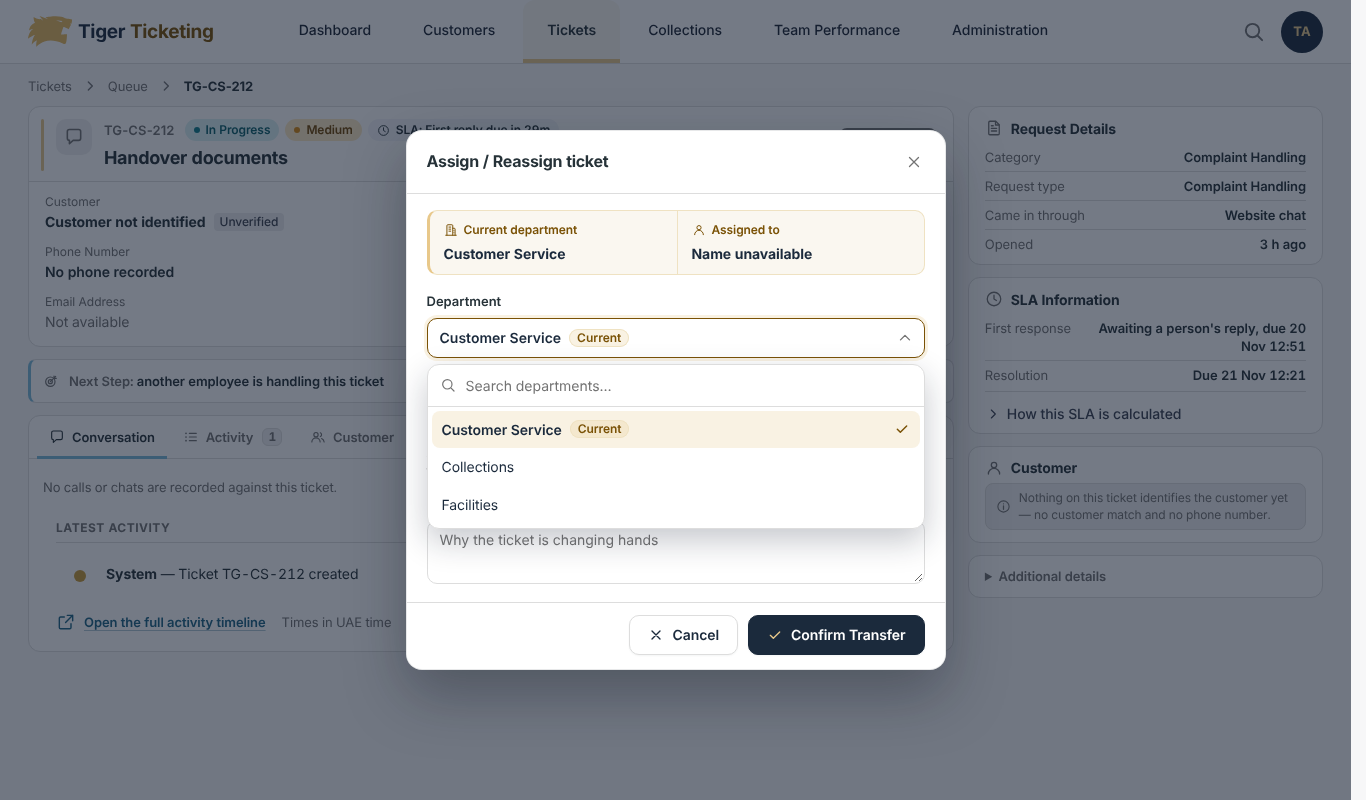 Tiger Ticketing
Dashboard
Customers
Tickets
Collections
Team Performance
Administration
TA
Tickets
Queue
TG-CS-212
TG-CS-212
In Progress
Medium
SLA: First reply due in 29m
Handover documents
Customer
Customer not identified
Unverified
Phone Number
No phone recorded
Email Address
Not available
Next Step: another employee is handling this ticket
Conversation
Activity 1
Customer
No calls or chats are recorded against this ticket.
LATEST ACTIVITY
System — Ticket TG-CS-212 created
Open the full activity timeline
Times in UAE time
Assign / Reassign ticket
Current department
Customer Service
Assigned to
Name unavailable
Department
Customer Service Current
Search departments...
Customer Service Current
Collections
Facilities
Why the ticket is changing hands
Cancel
Confirm Transfer
Request Details
Category Complaint Handling
Request type Complaint Handling
Came in through Website chat
Opened 3 h ago
SLA Information
First response Awaiting a person's reply, due 20
Nov 12:51
Resolution Due 21 Nov 12:21
How this SLA is calculated
Customer
Nothing on this ticket identifies the customer yet
— no customer match and no phone number.
Additional details